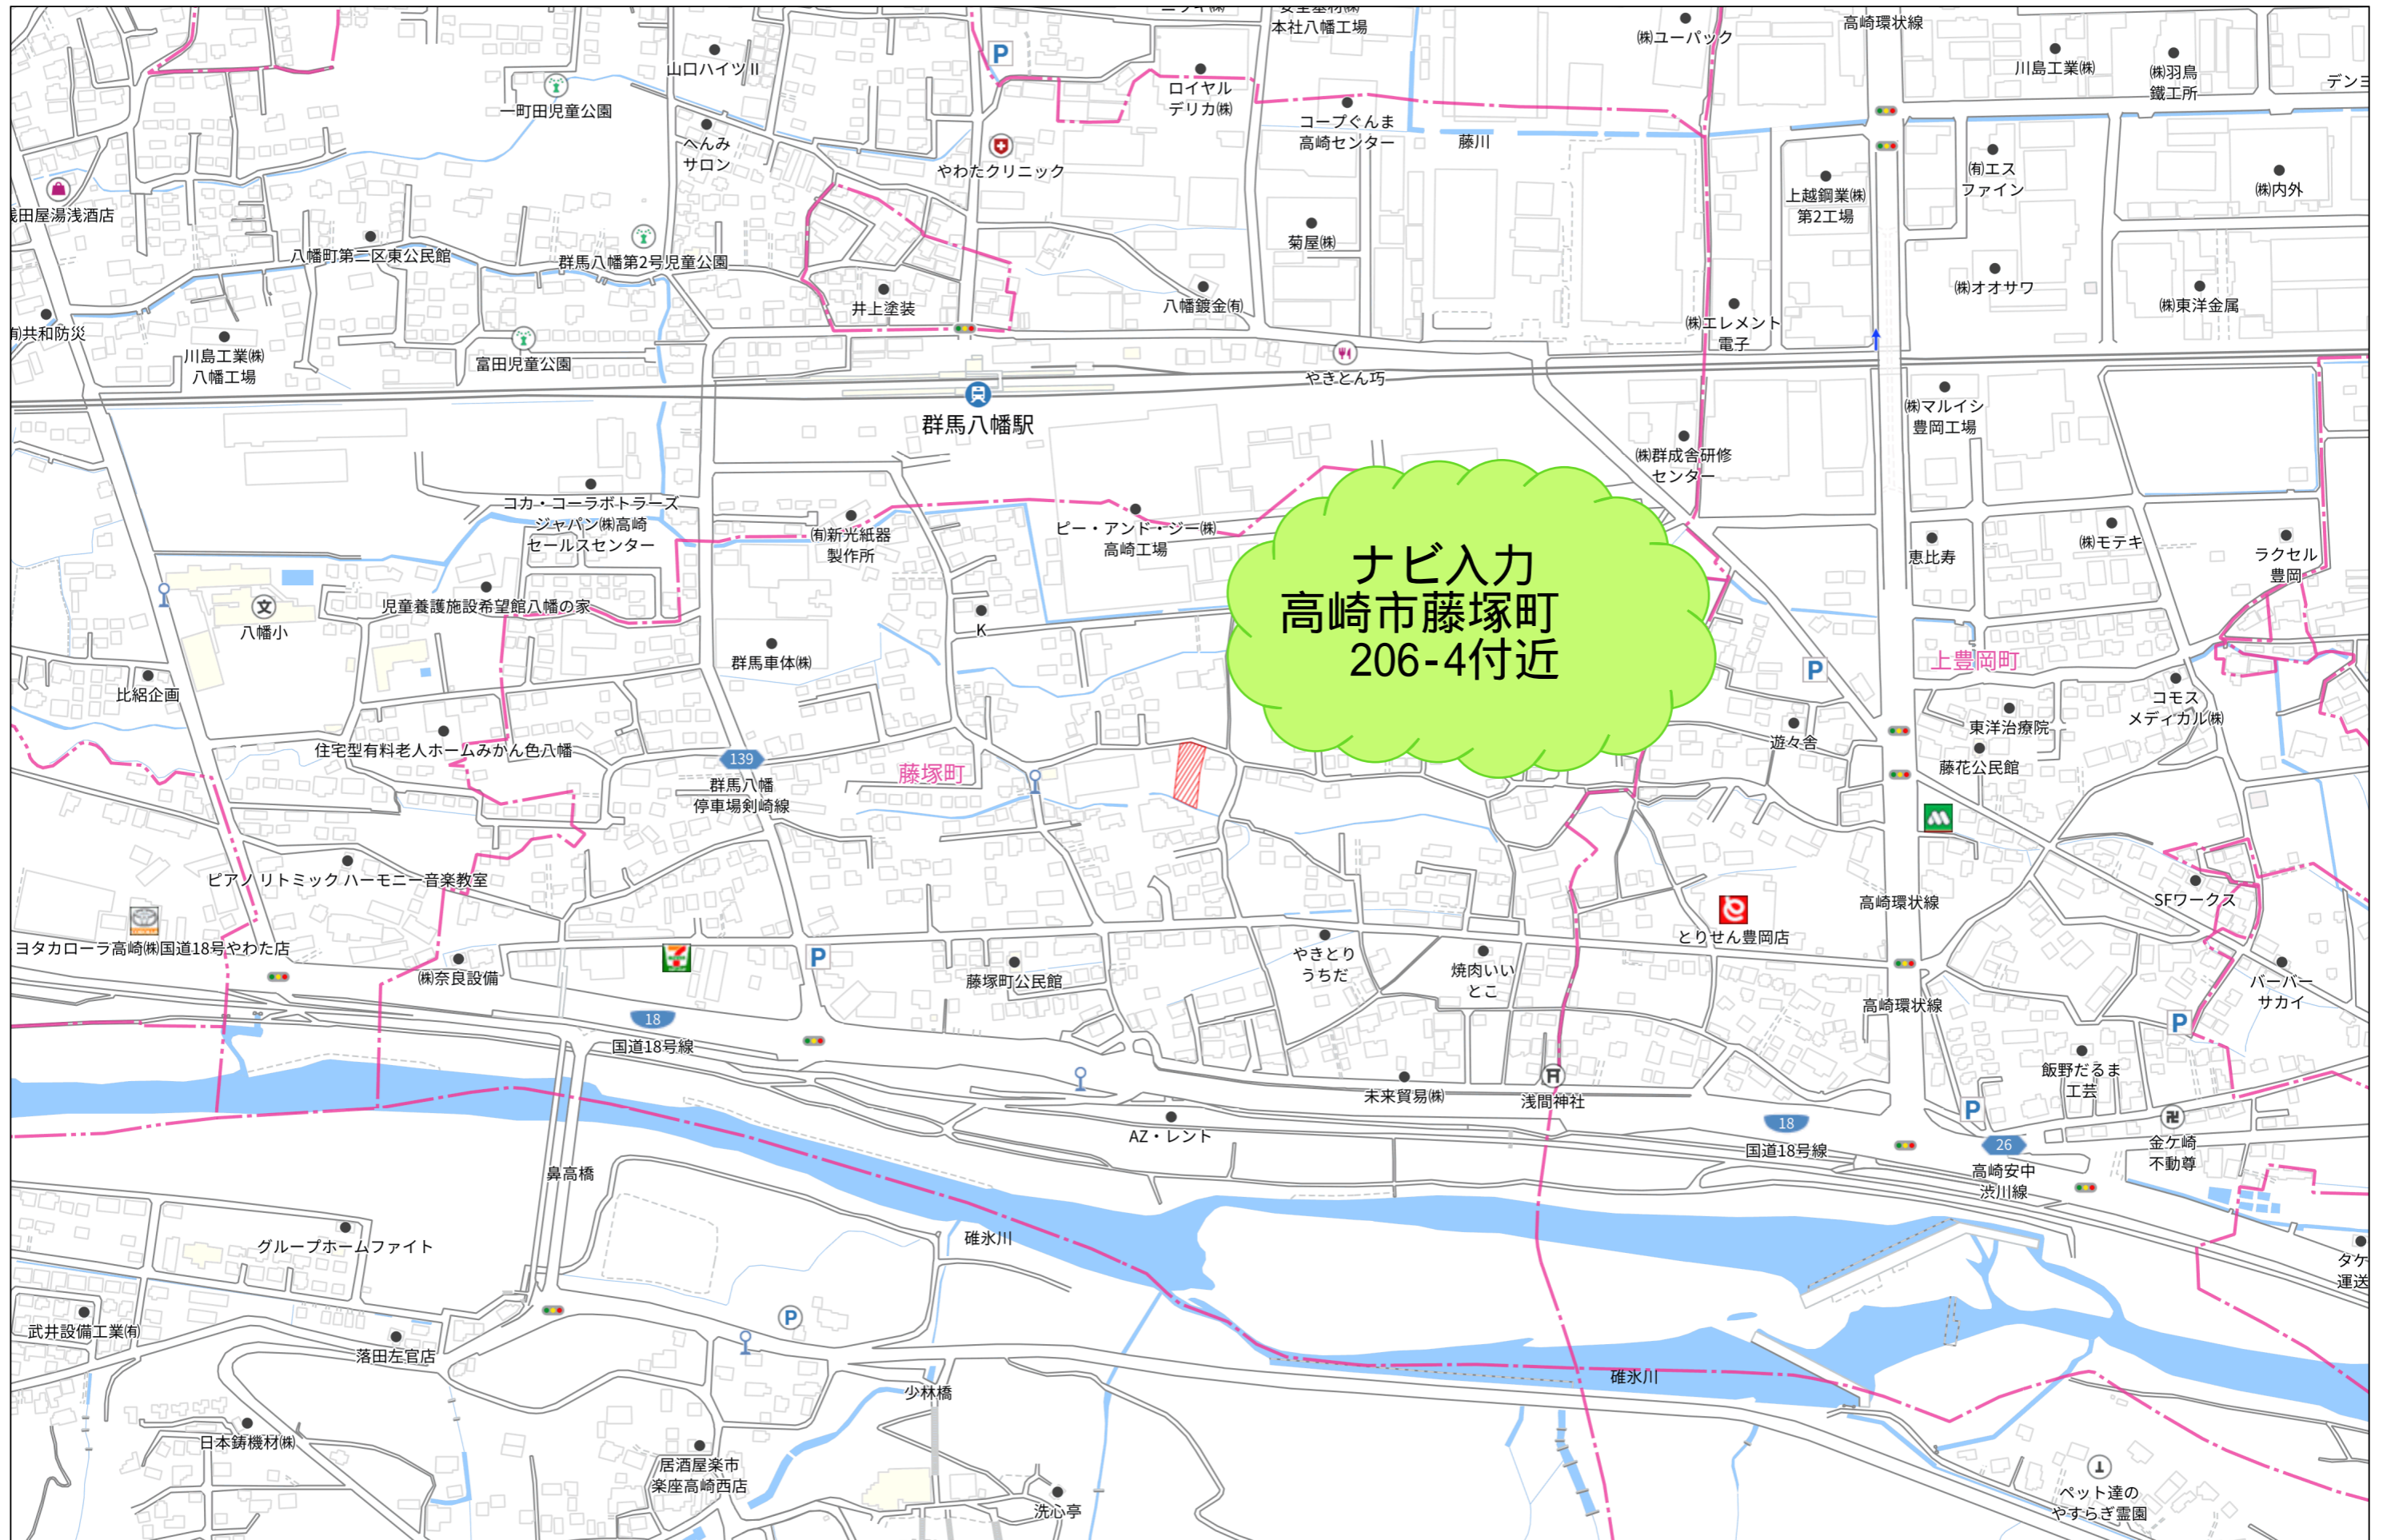 本社八幡工場
㈱ユーパック
高崎環状線
山口ハイツⅡ
川島工業㈱
㈱羽鳥
鐵工所
一町田児童公園
ロイヤル
デリカ㈱
コープぐんま
高崎センター
藤川
へんみ
サロン
やわたクリニック
㈲エス
ファイン
㈱内外
上越鋼業㈱
第2工場
田屋湯浅酒店
八幡町第二区東公民館
群馬八幡第2号児童公園
菊屋㈱
㈱オオサワ
㈱東洋金属
井上塗装
八幡鍍金㈲
㈱エレメント
電子
共和防災
川島工業㈱
八幡工場
富田児童公園
やきとん巧
群馬八幡駅
㈱マルイシ
豊岡工場
㈱群成舎研修
センター
コカ・コーラボトラーズ
ジャパン㈱高崎
セールスセンター
㈲新光紙器
製作所
ピー・アンド・ジー㈱
高崎工場
ナビ入力
高崎市藤塚町
206-4付近
恵比寿
㈱モテキ
ラクセル
豊岡
文
八幡小
児童養護施設希望館八幡の家
K
群馬車体㈱
上豊岡町
比絽企画
コモス
メディカル㈱
東洋治療院
住宅型有料老人ホームみかん色八幡
遊々舎
139
群馬八幡
停車場剣崎線
藤塚町
藤花公民館
ピアノ リトミック ハーモニー音楽教室
SFワークス
高崎環状線
ヨタカローラ高崎㈱国道18号やわた店
とりせん豊岡店
㈱奈良設備
藤塚町公民館
やきとり
うちだ
焼肉いい
とこ
バーバー
サカイ
高崎環状線
18
国道18号線
飯野だるま
工芸
未来貿易㈱
浅間神社
AZ・レント
18
国道18号線
26
高崎安中
渋川線
金ケ崎
不動尊
鼻高橋
グループホームファイト
碓氷川
タケ
運送
武井設備工業㈲
落田左官店
少林橋
碓氷川
日本鋳機材㈱
居酒屋楽市
楽座高崎西店
洗心亭
ペット達の
やすらぎ霊園
P
P
P
P
P
P
P